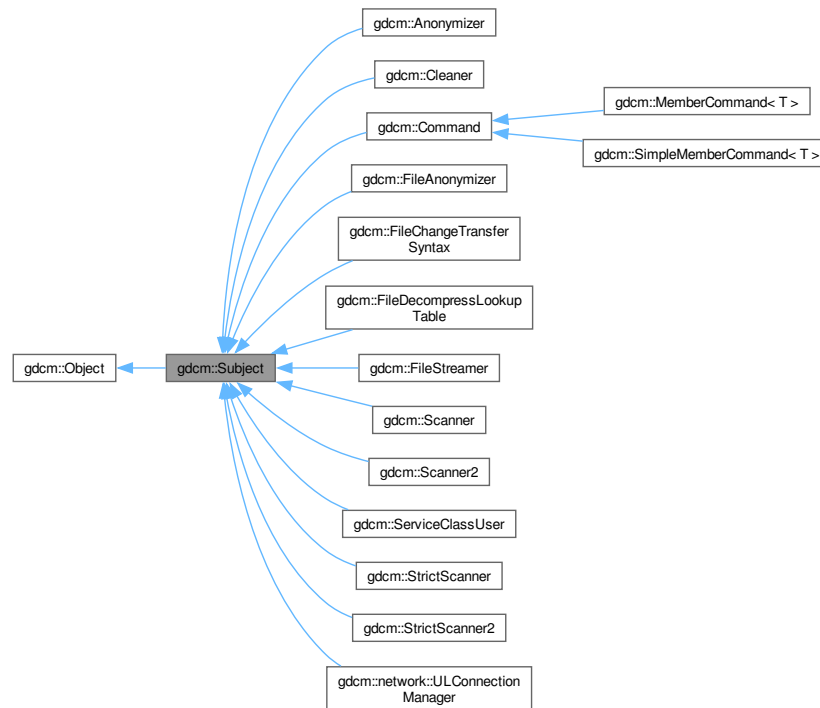 gdcm::Anonymizer
gdcm::Cleaner
gdcm::MemberCommand< T >
gdcm::Command
gdcm::SimpleMemberCommand< T >
gdcm::FileAnonymizer
gdcm::FileChangeTransfer
Syntax
gdcm::FileDecompressLookup
Table
gdcm::Object
gdcm::Subject
gdcm::FileStreamer
gdcm::Scanner
gdcm::Scanner2
gdcm::ServiceClassUser
gdcm::StrictScanner
gdcm::StrictScanner2
gdcm::network::ULConnection
Manager